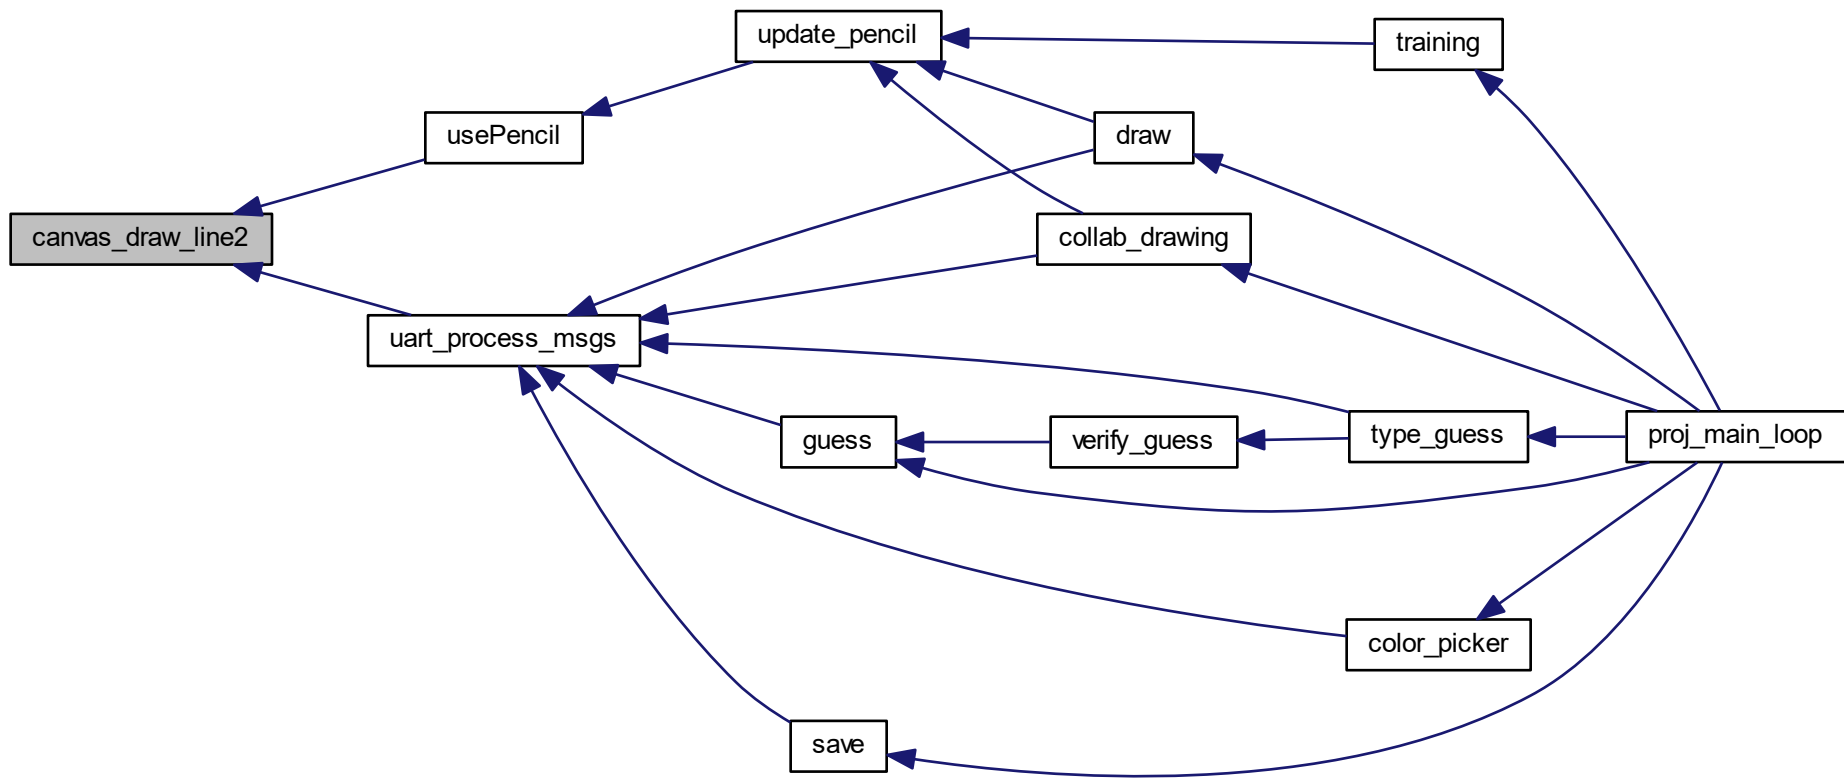 update_pencil
training
usePencil
draw
canvas_draw_line2
collab_drawing
uart_process_msgs
guess
verify_guess
type_guess
proj_main_loop
color_picker
save